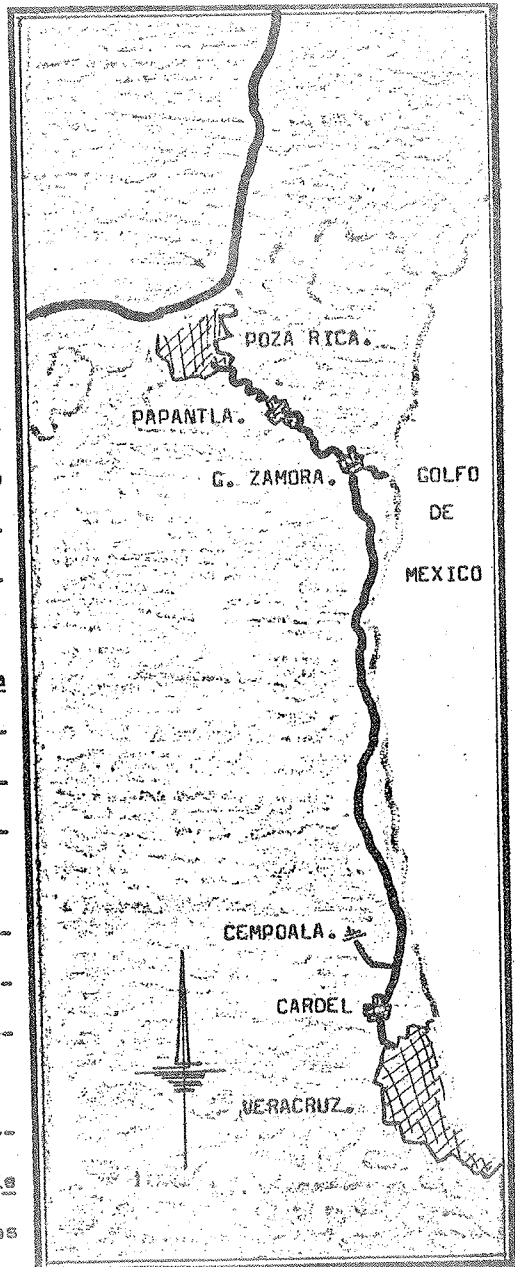 POZA RICA.
PAPANTLA.
G. ZAMORA.
GOLFO
DE
MEXICO
CEMPOALA.
CARDEL
VERACRUZ.